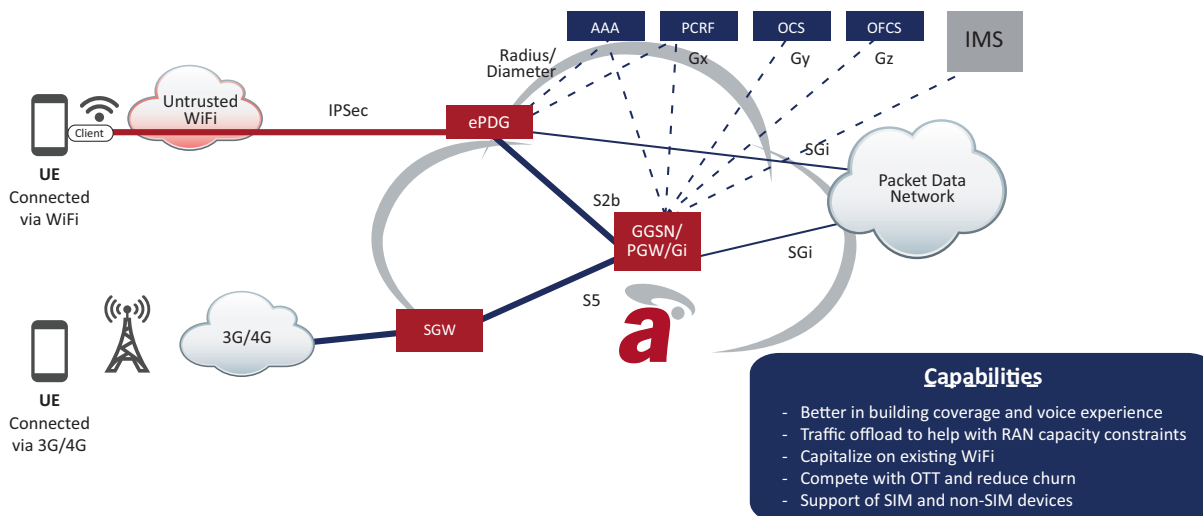 AAA
PCRF
OCS
OFCS
IMS
Radius/
Diameter
Gx
Gy
Gz
Untrusted
WiFi
IPSec
ePDG
Client
UE
Connected
via WiFi
SGi
Packet Data
Network
S2b
GGSN/
PGW/Gi
SGi
S5
a
3G/4G
SGW
UE
Connected
via 3G/4G
Capabilities
- Better in building coverage and voice experience
- Traffic offload to help with RAN capacity constraints
- Capitalize on existing WiFi
- Compete with OTT and reduce churn
- Support of SIM and non-SIM devices